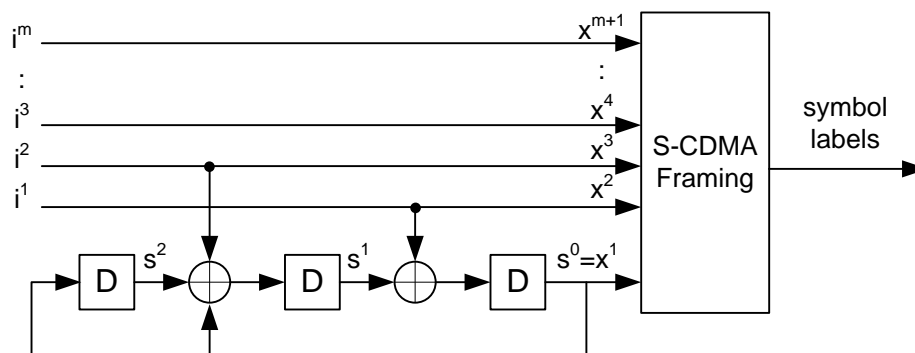 i^m x^{m+1}
: :
i^3 x^4
i^2 x^3
i^1 x^2
S-CDMA
Framing
symbol
labels
D s^2 D s^1 D s^0=x^1